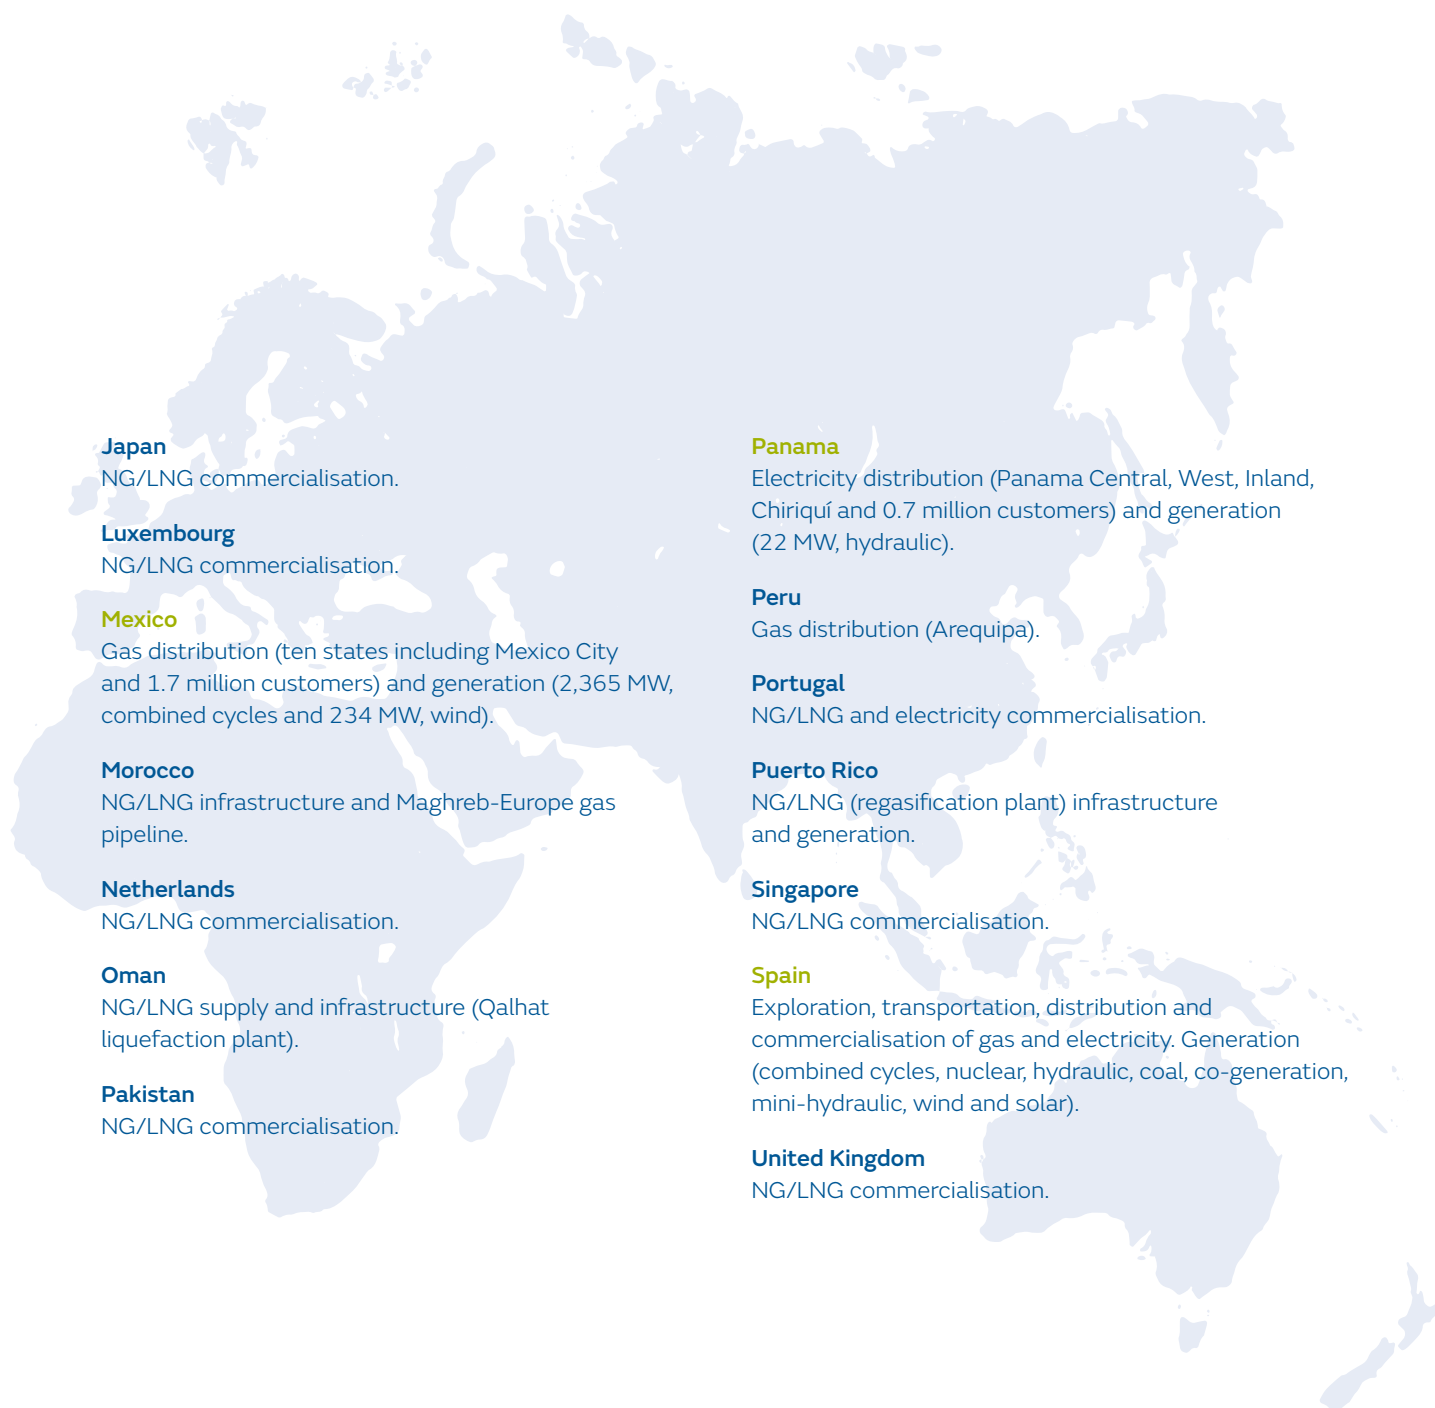 Japan
NG/LNG commercialisation.
Luxembourg
NG/LNG commercialisation.
Mexico
Gas distribution (ten states including Mexico City
and 1.7 million customers) and generation (2,365 MW,
combined cycles and 234 MW, wind).
Morocco
NG/LNG infrastructure and Maghreb-Europe gas
pipeline.
Netherlands
NG/LNG commercialisation.
Oman
NG/LNG supply and infrastructure (Qalhat
liquefaction plant).
Pakistan
NG/LNG commercialisation.
Panama
Electricity distribution (Panama Central, West, Inland,
Chiriquí and 0.7 million customers) and generation
(22 MW, hydraulic).
Peru
Gas distribution (Arequipa).
Portugal
NG/LNG and electricity commercialisation.
Puerto Rico
NG/LNG (regasification plant) infrastructure
and generation.
Singapore
NG/LNG commercialisation.
Spain
Exploration, transportation, distribution and
commercialisation of gas and electricity. Generation
(combined cycles, nuclear, hydraulic, coal, co-generation,
mini-hydraulic, wind and solar).
United Kingdom
NG/LNG commercialisation.